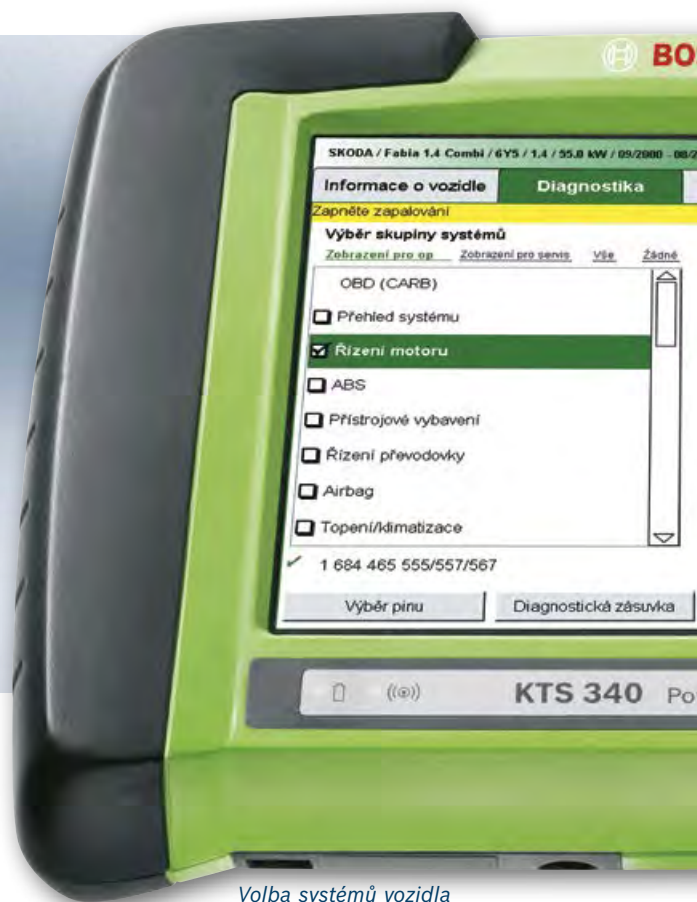 BO
SKODA / Fabia 1.4 Combi / 6Y5 / 1.4 / 55.0 kW / 09/2000 -
Informace o vozidle Diagnostika
Zapněte zapalování
Výběr skupiny systémů
Zobrazení pro op Zobrazení pro servis Vše Žádné
OBD (CARB)
Přehled systému
Řízení motoru
ABS
Přístrojové vybavení
Řízení převodovky
Airbag
Topení/klimatizace
1 684 465 555/557/567
Výběr pinu Diagnostická zásuvka
KTS 340 Po
Volba systémů vozidla